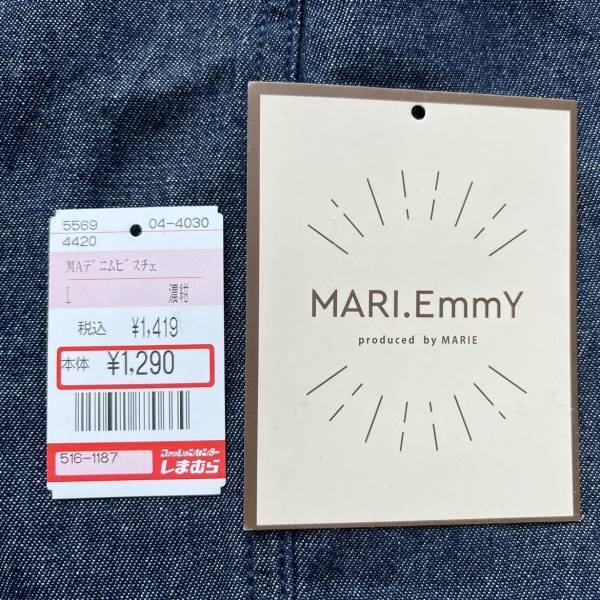 5569 04-4030
4420
MAﾃﾞﾆﾑﾋﾞｽﾁｪ
L 濃紺
税込 ¥1,419
本体 ¥1,290
516-1187
ファッションセンター
しまむら
MARI.EmmY
produced by MARIE